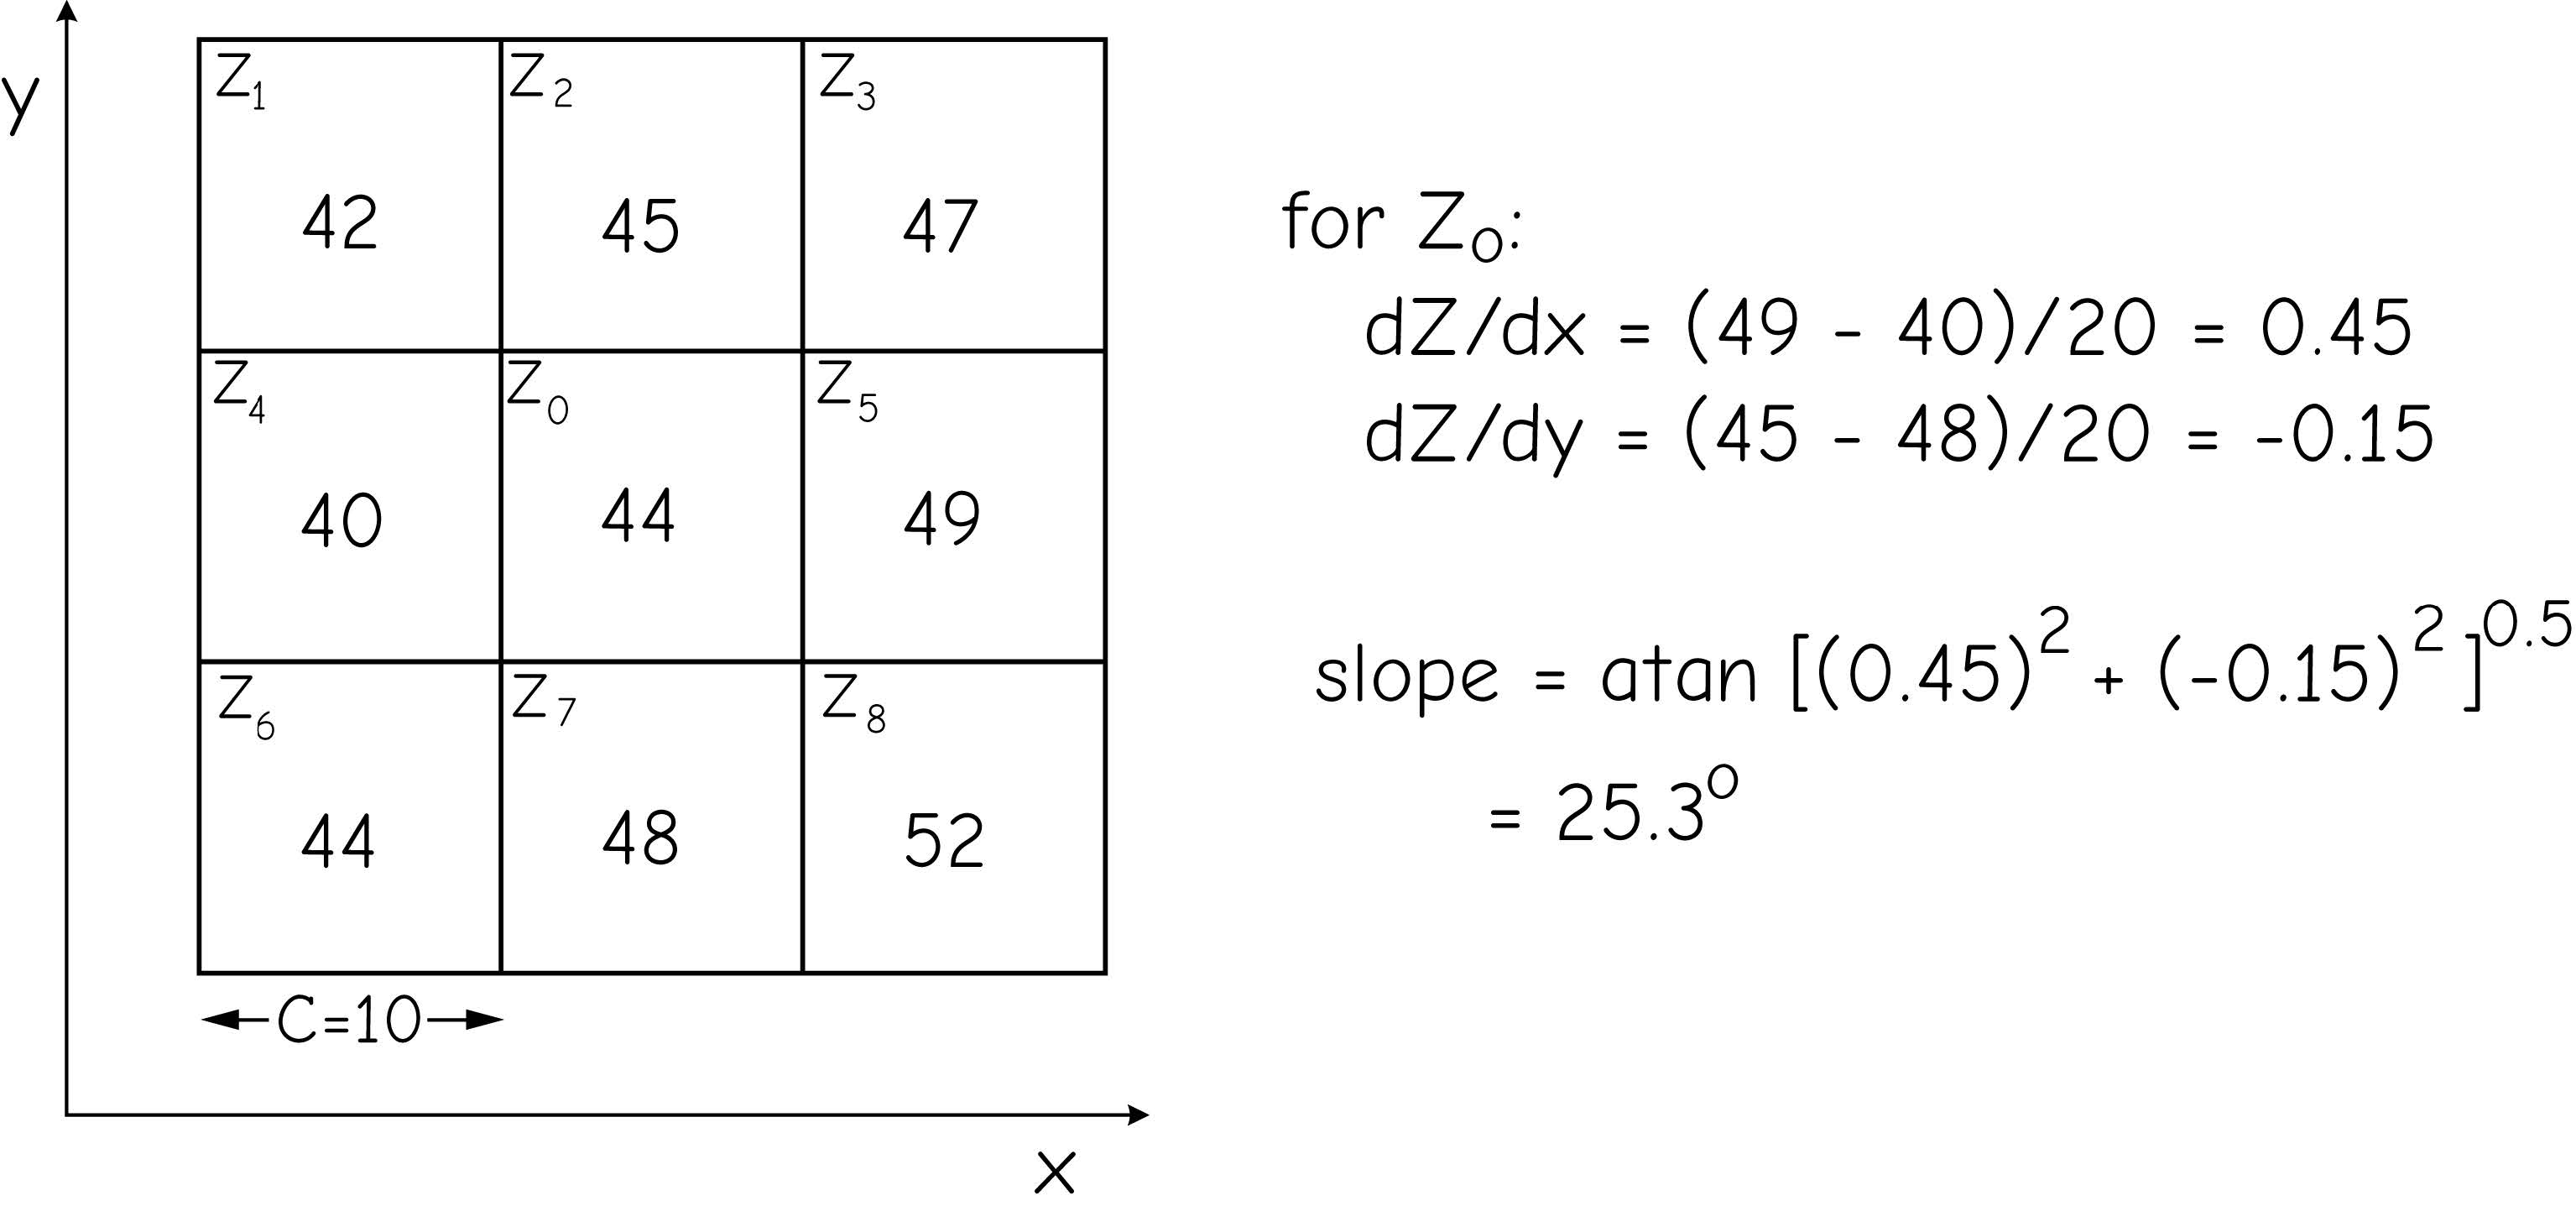 y
Z₁ Z₂ Z₃
42 45 47
Z₄ Z₀ Z₅
40 44 49
Z₆ Z₇ Z₈
44 48 52
C=10
x
for Z₀:
dZ/dx = (49 - 40)/20 = 0.45
dZ/dy = (45 - 48)/20 = -0.15
slope = atan [(0.45)² + (-0.15)²]⁰·⁵
= 25.3⁰